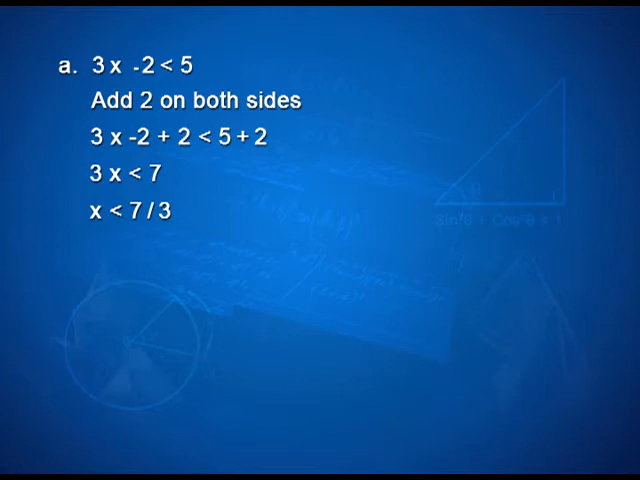 a. 3 x - 2 < 5
Add 2 on both sides
3 x -2 + 2 < 5 + 2
3 x < 7
x < 7 / 3